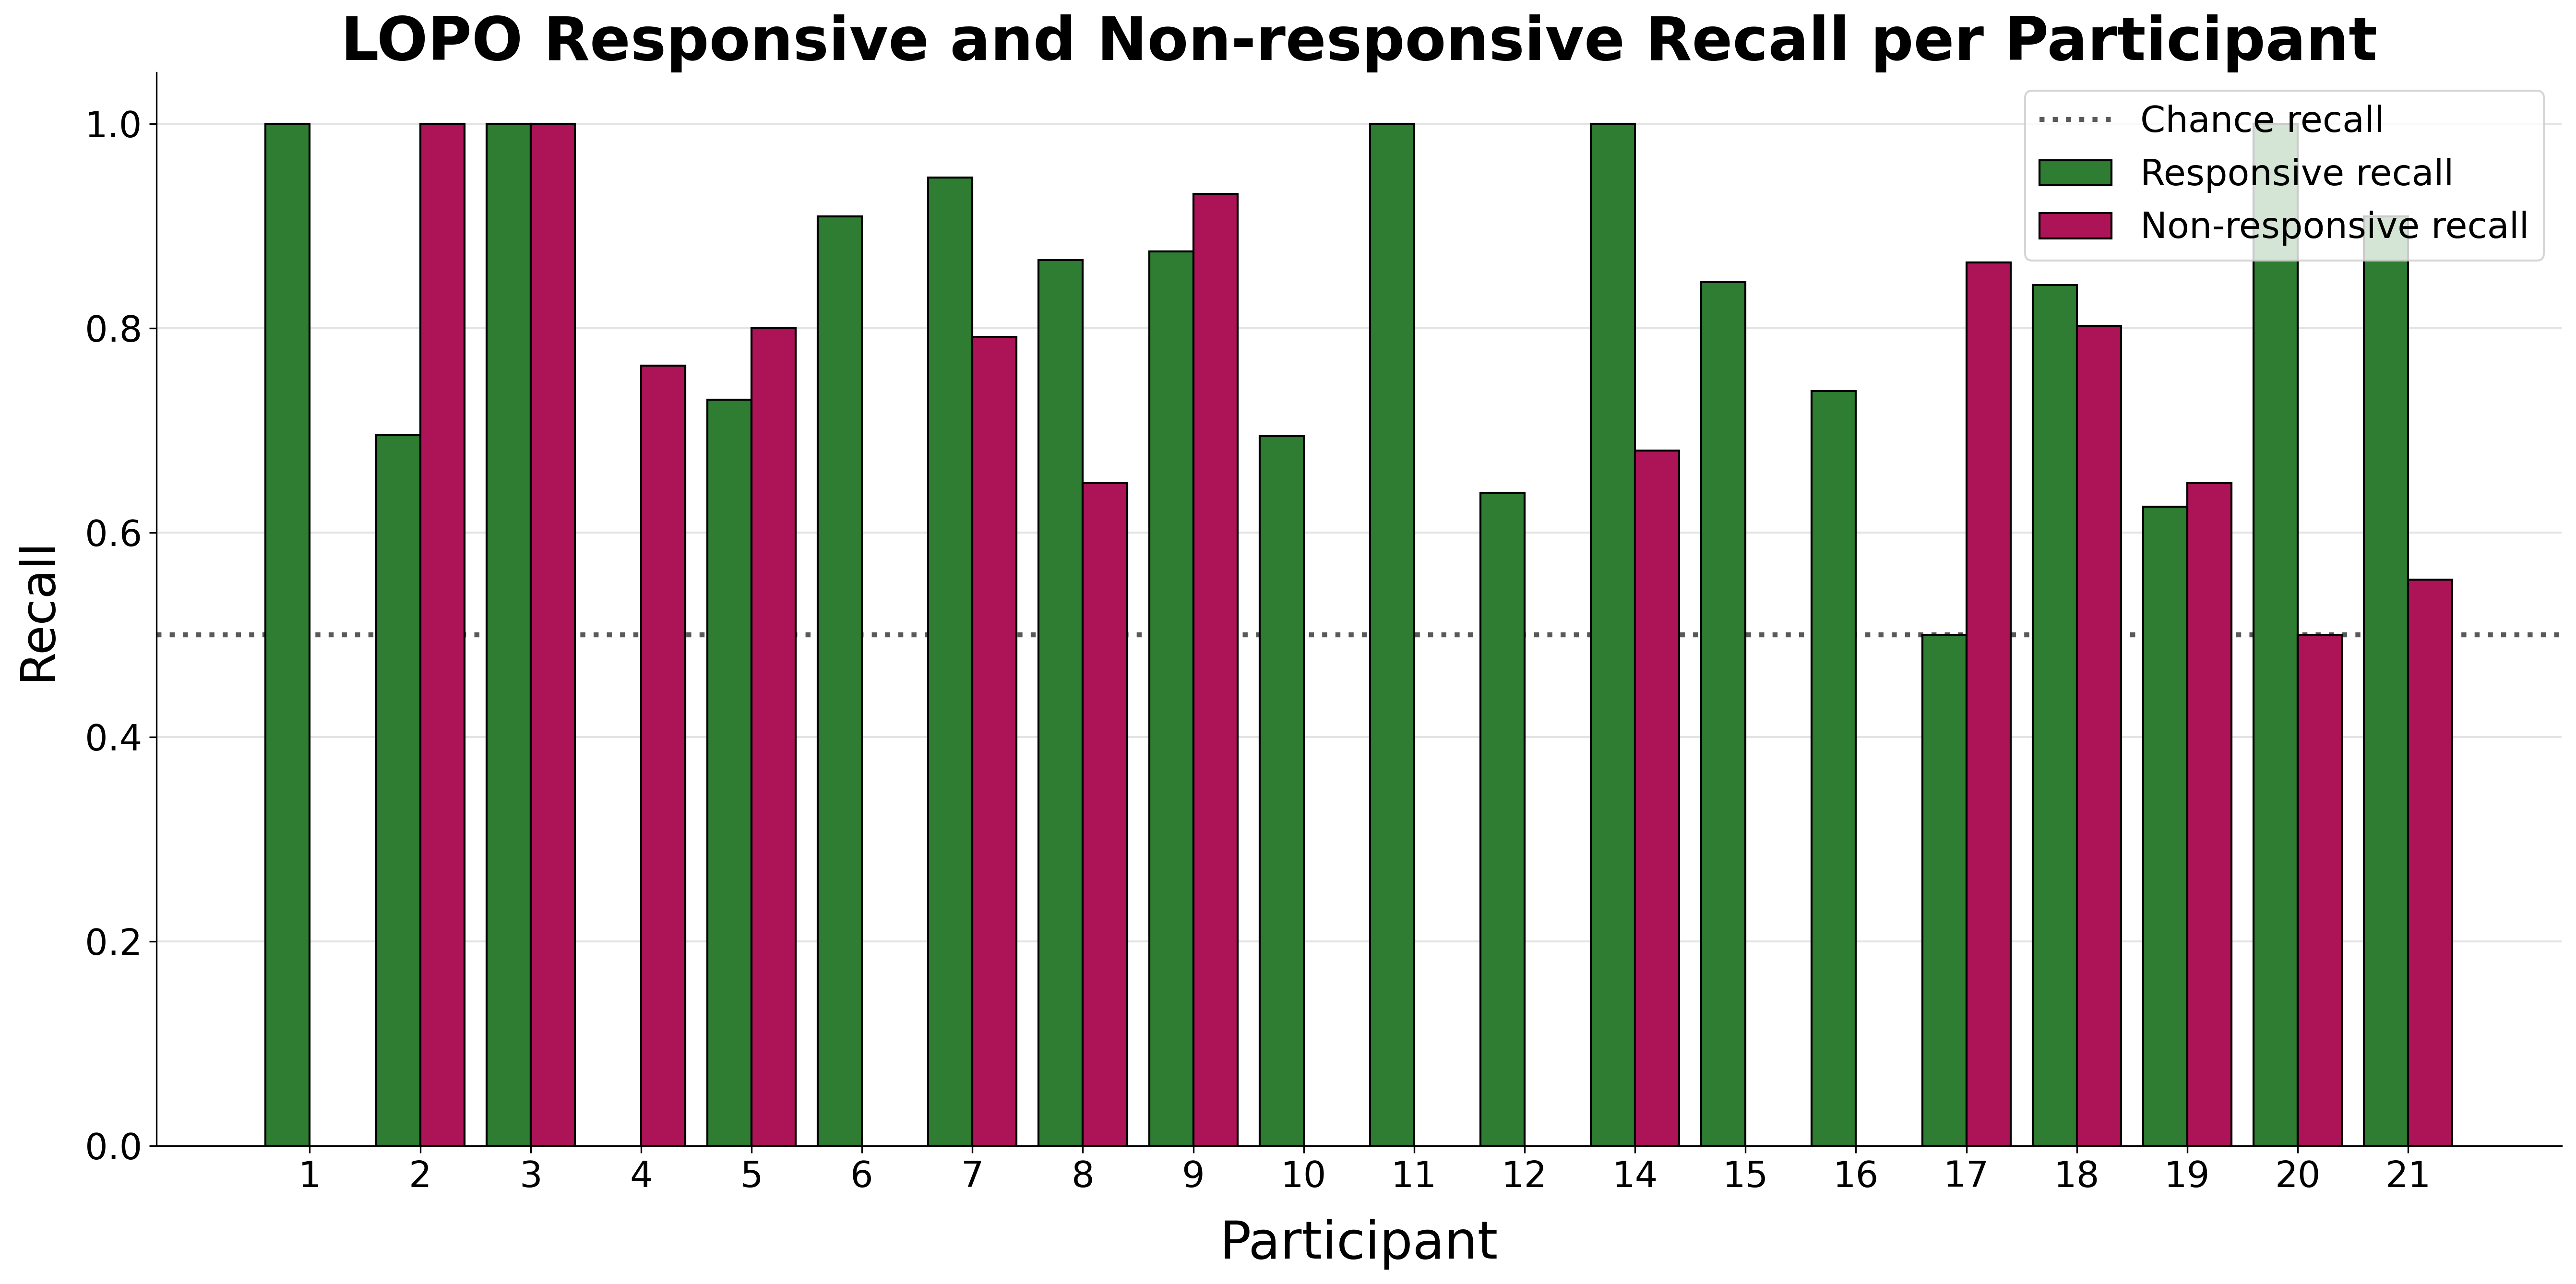 LOPO Responsive and Non-responsive Recall per Participant
Chance recall
Responsive recall
Non-responsive recall
Recall
1.0
0.8
0.6
0.4
0.2
0.0
1 2 3 4 5 6 7 8 9 10 11 12 14 15 16 17 18 19 20 21
Participant